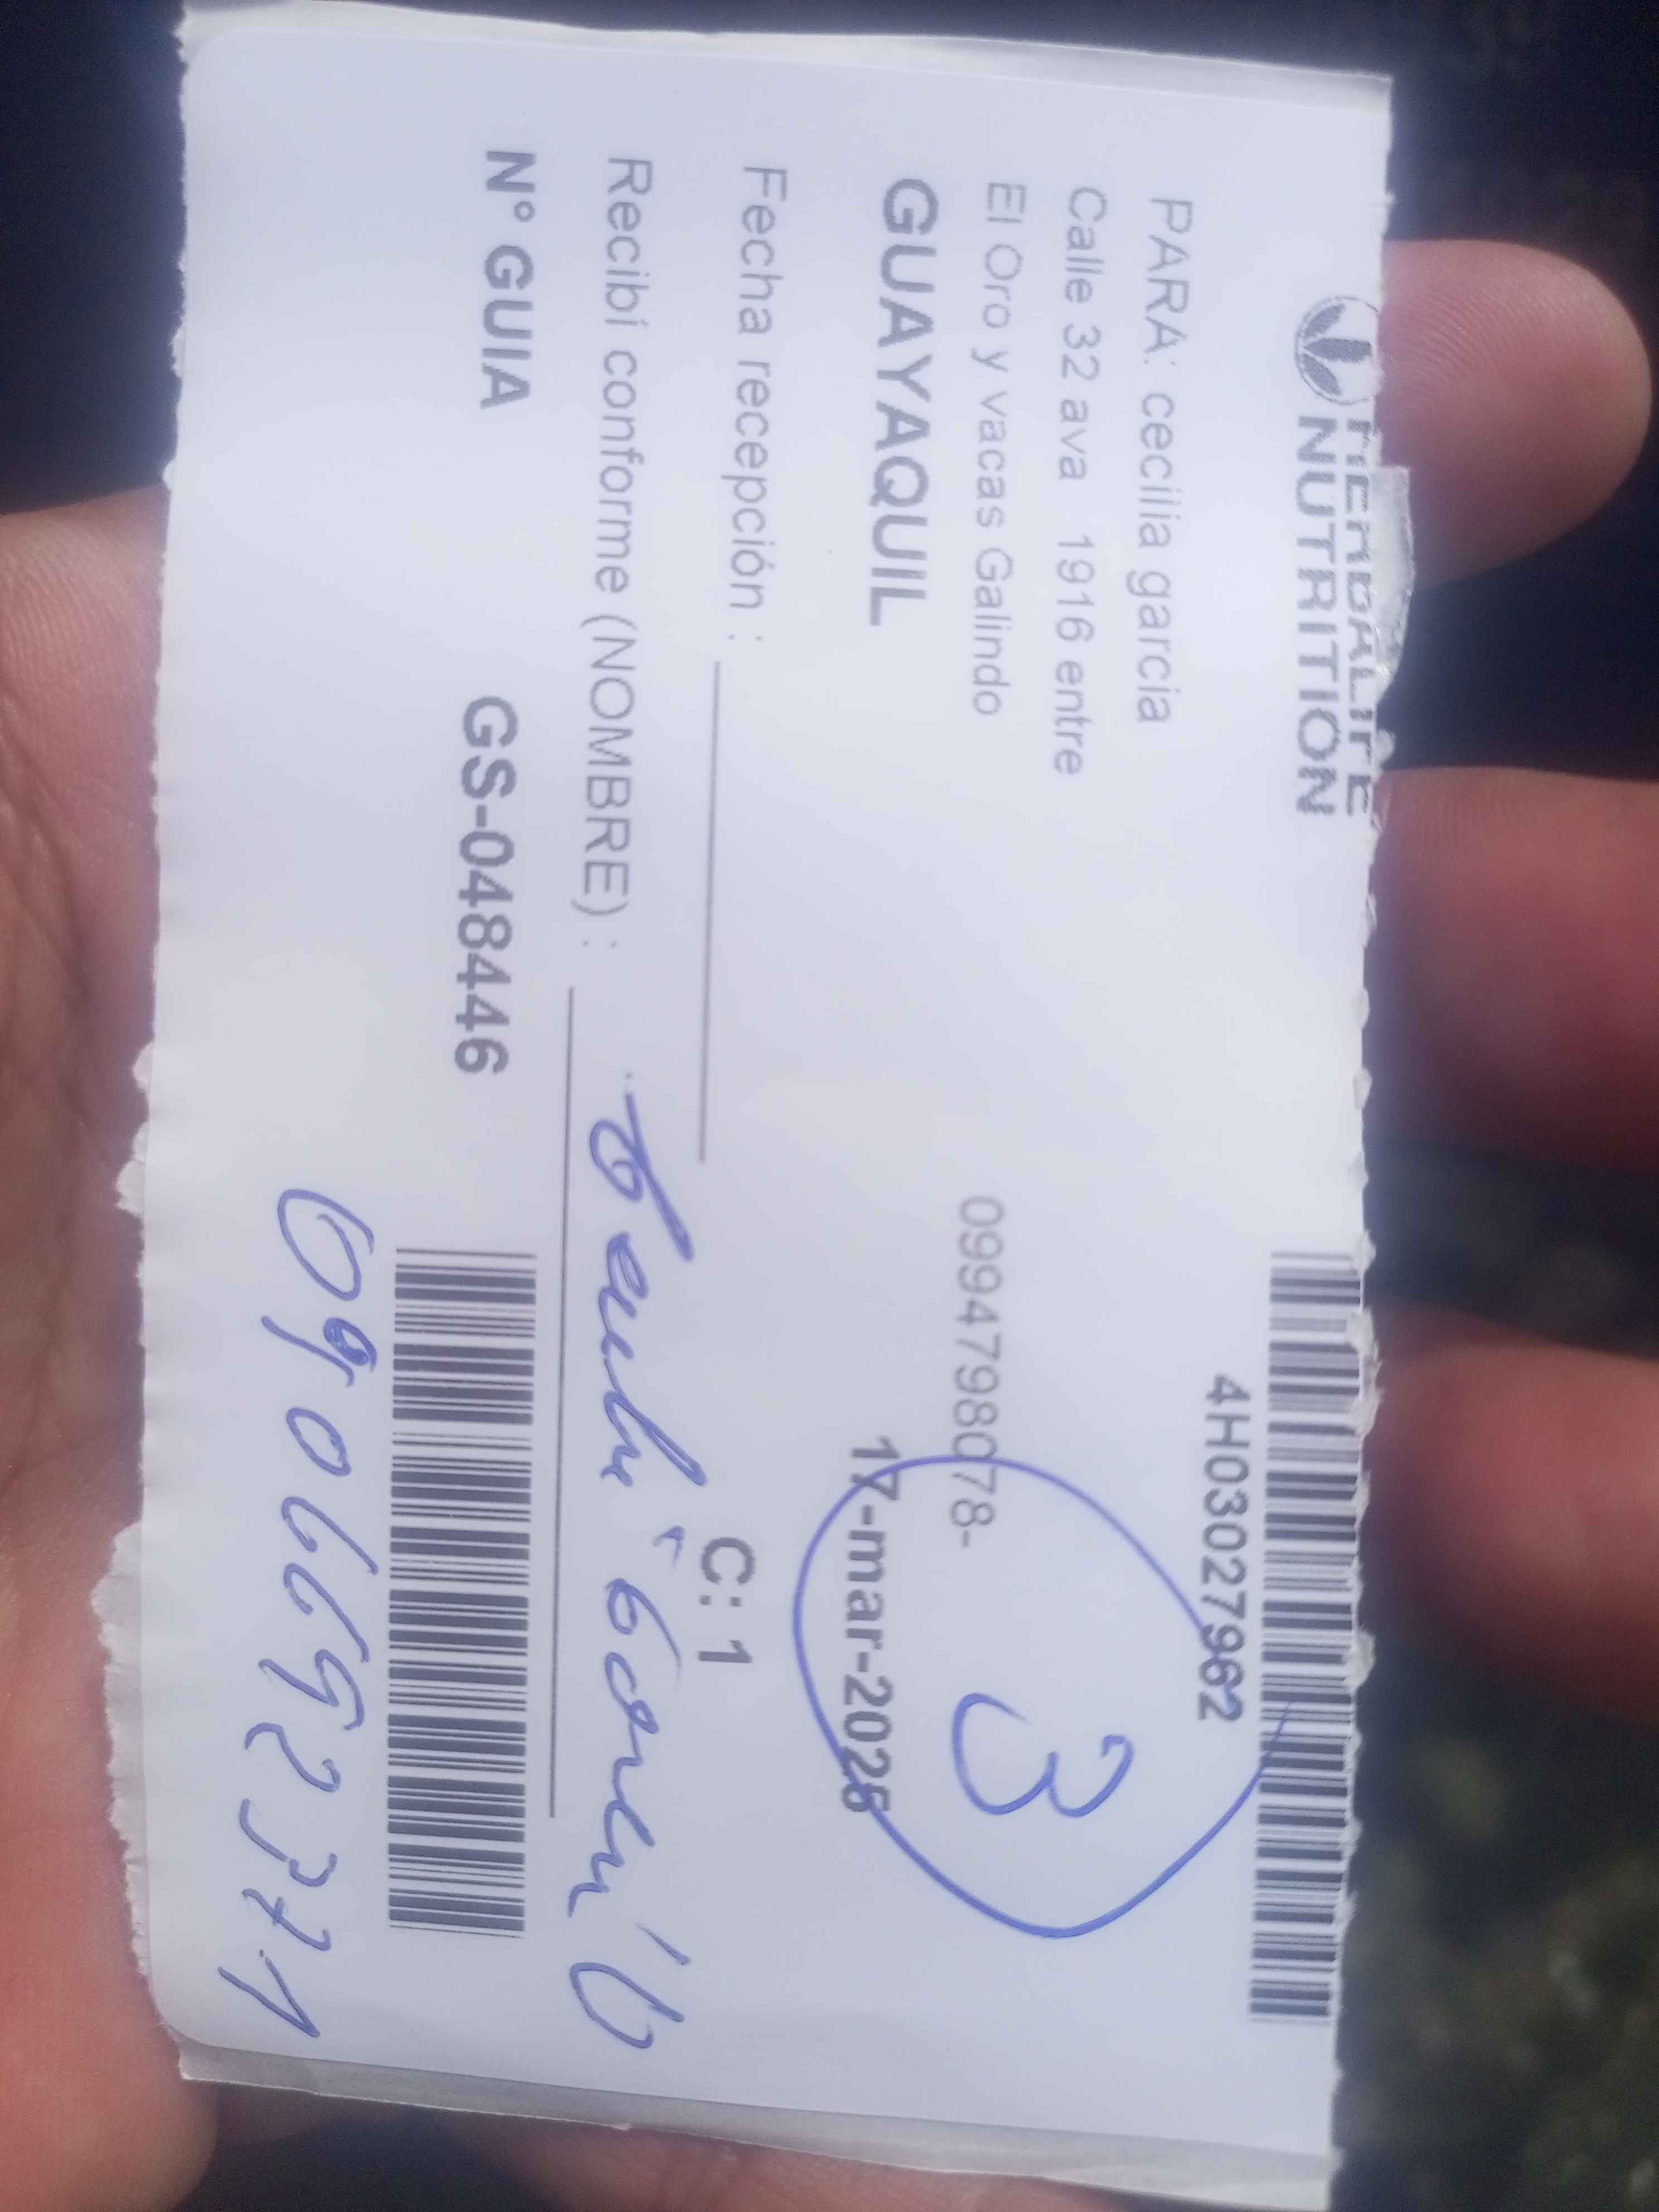 HERBALIFE
NUTRITION
4H03027962
PARA: cecilia garcia
Calle 32 ava 1916 entre
El Oro y vacas Galindo
0994798078-
3
GUAYAQUIL
17-mar-2025
Fecha recepción :
C: 1
Recibí conforme (NOMBRE) :
N° GUIA
GS-048446